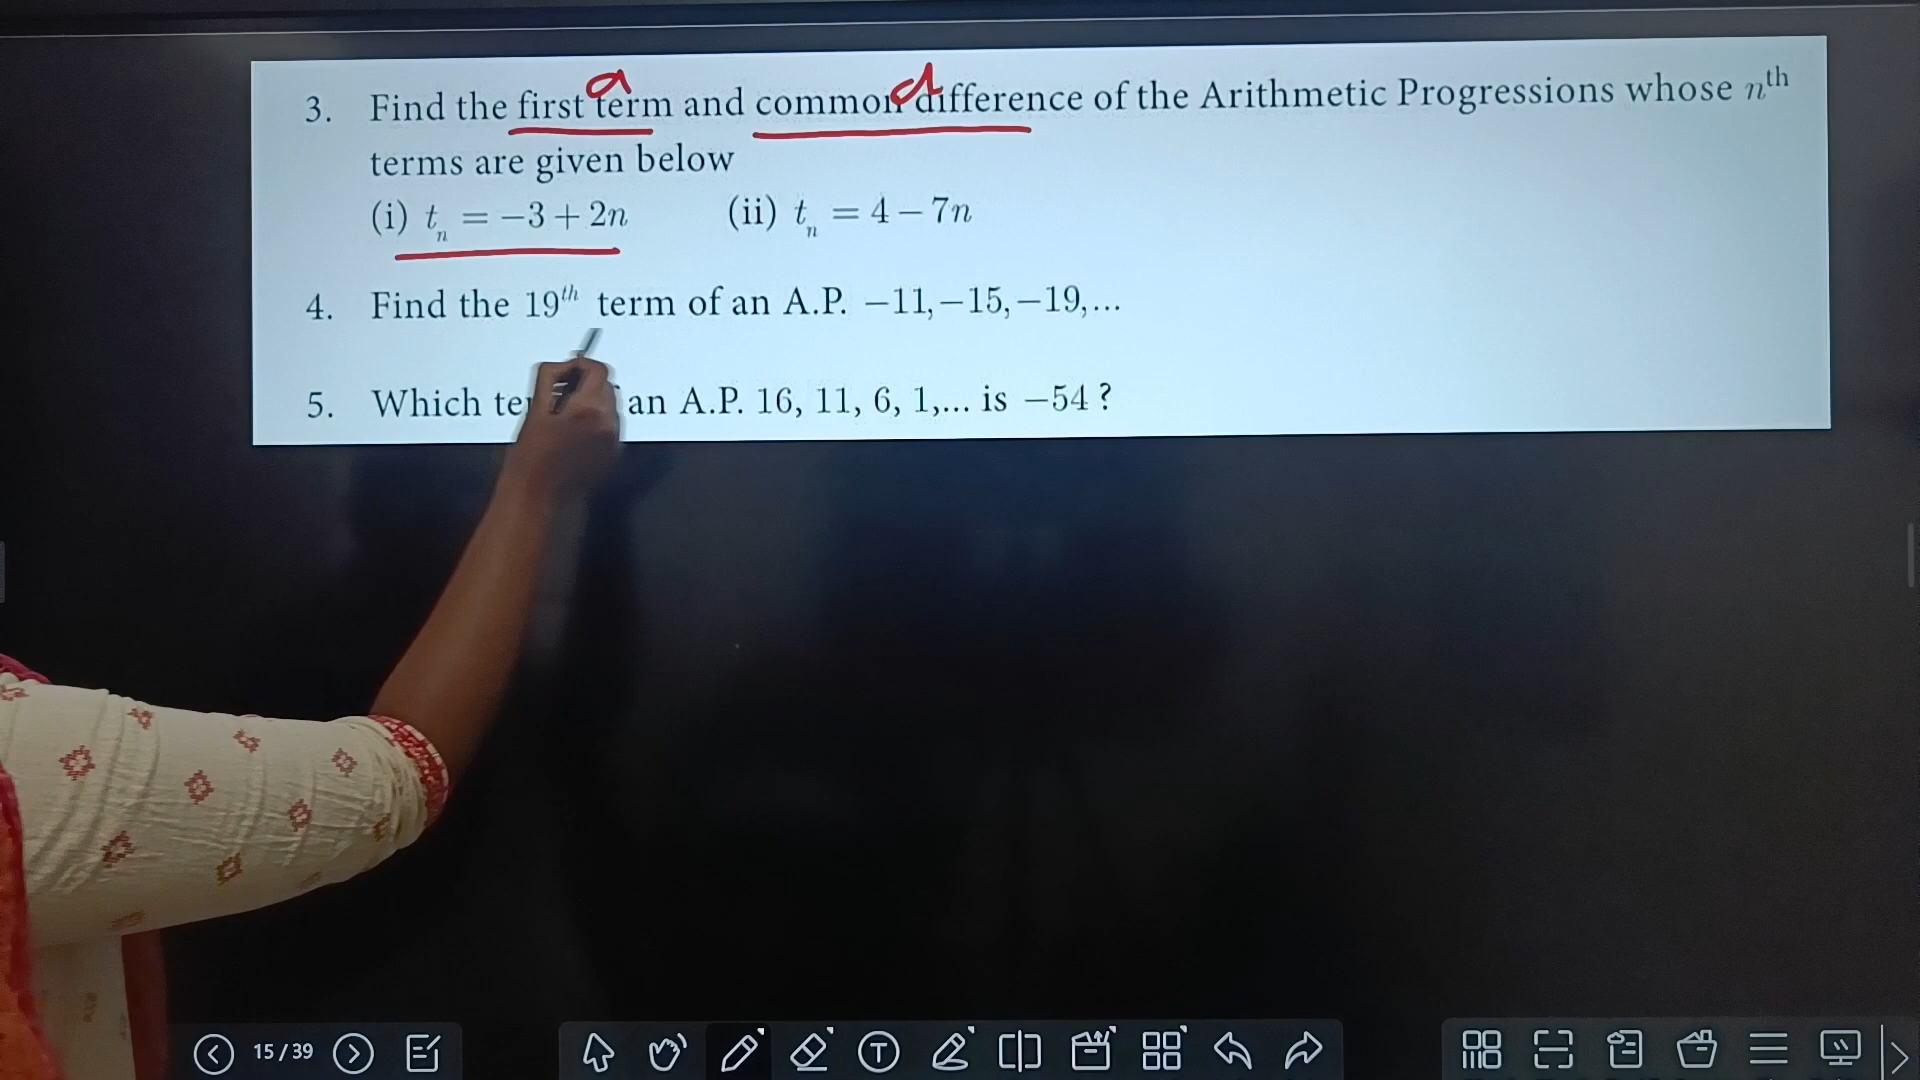 a d
3. Find the first term and common difference of the Arithmetic Progressions whose nᵗʰ
terms are given below
(i) tₙ = −3 + 2n (ii) tₙ = 4 − 7n
4. Find the 19ᵗʰ term of an A.P. −11, −15, −19,...
5. Which an A.P. 16, 11, 6, 1,... is −54 ?
15 / 39